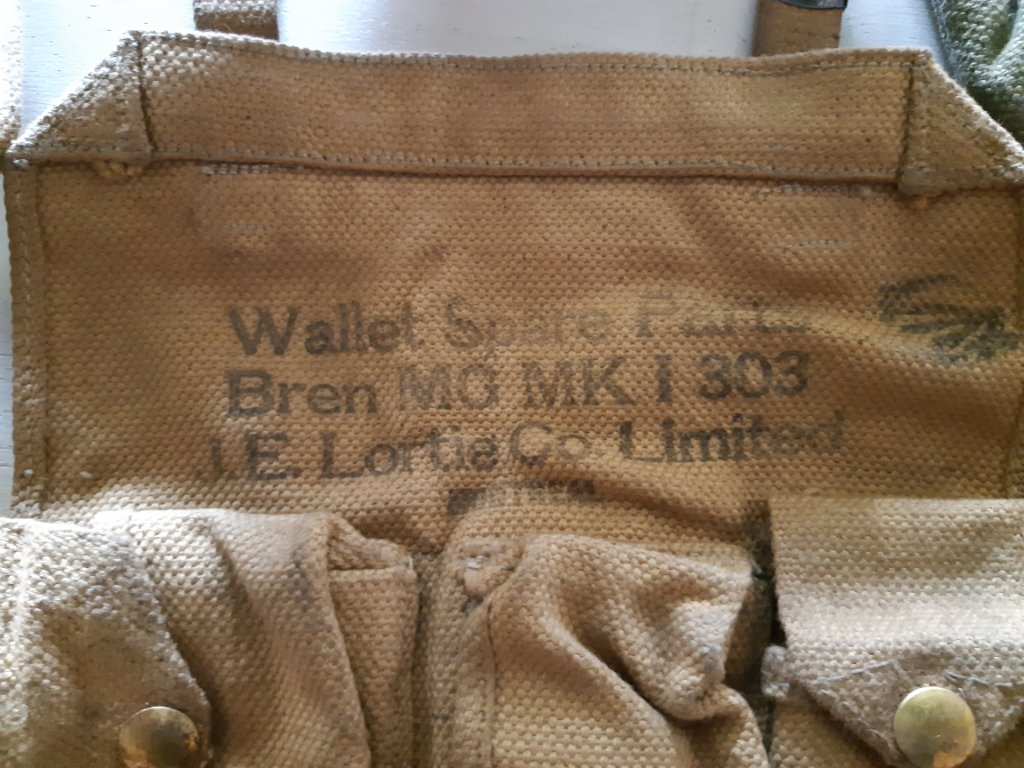 Wallet Spare Parts
Bren MG MK I 303
J.E. Lortie Co. Limited